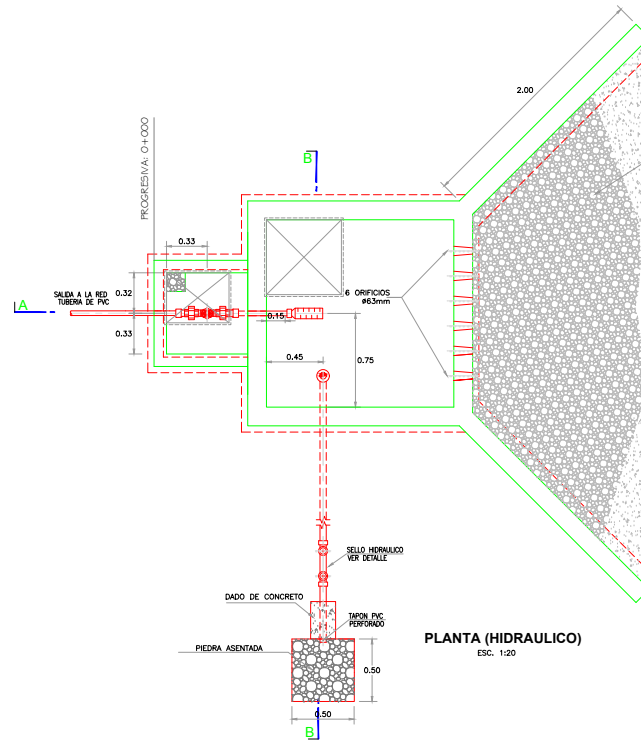 2.00
B
PROGRESIVA: 0+000
0.33
SALIDA A LA RED
TUBERIA DE PVC
0.32
6 ORIFICIOS
Ø63mm
A
0.15
0.33
0.45
0.75
SELLO HIDRAULICO
VER DETALLE
DADO DE CONCRETO
TAPON PVC
PERFORADO
PIEDRA ASENTADA
PLANTA (HIDRAULICO)
ESC. 1:20
0.50
0.50
B